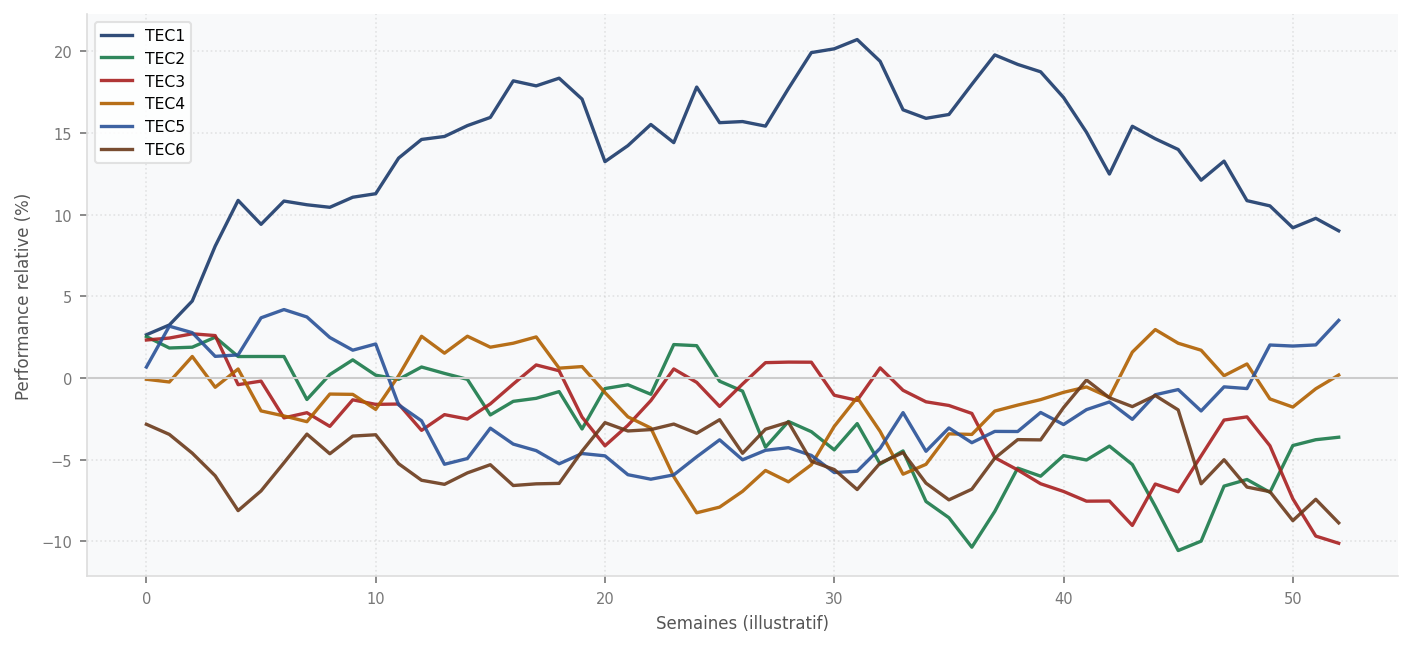 TEC1
TEC2
TEC3
TEC4
TEC5
TEC6
Performance relative (%)
20
15
10
5
0
−5
−10
0 10 20 30 40 50
Semaines (illustratif)